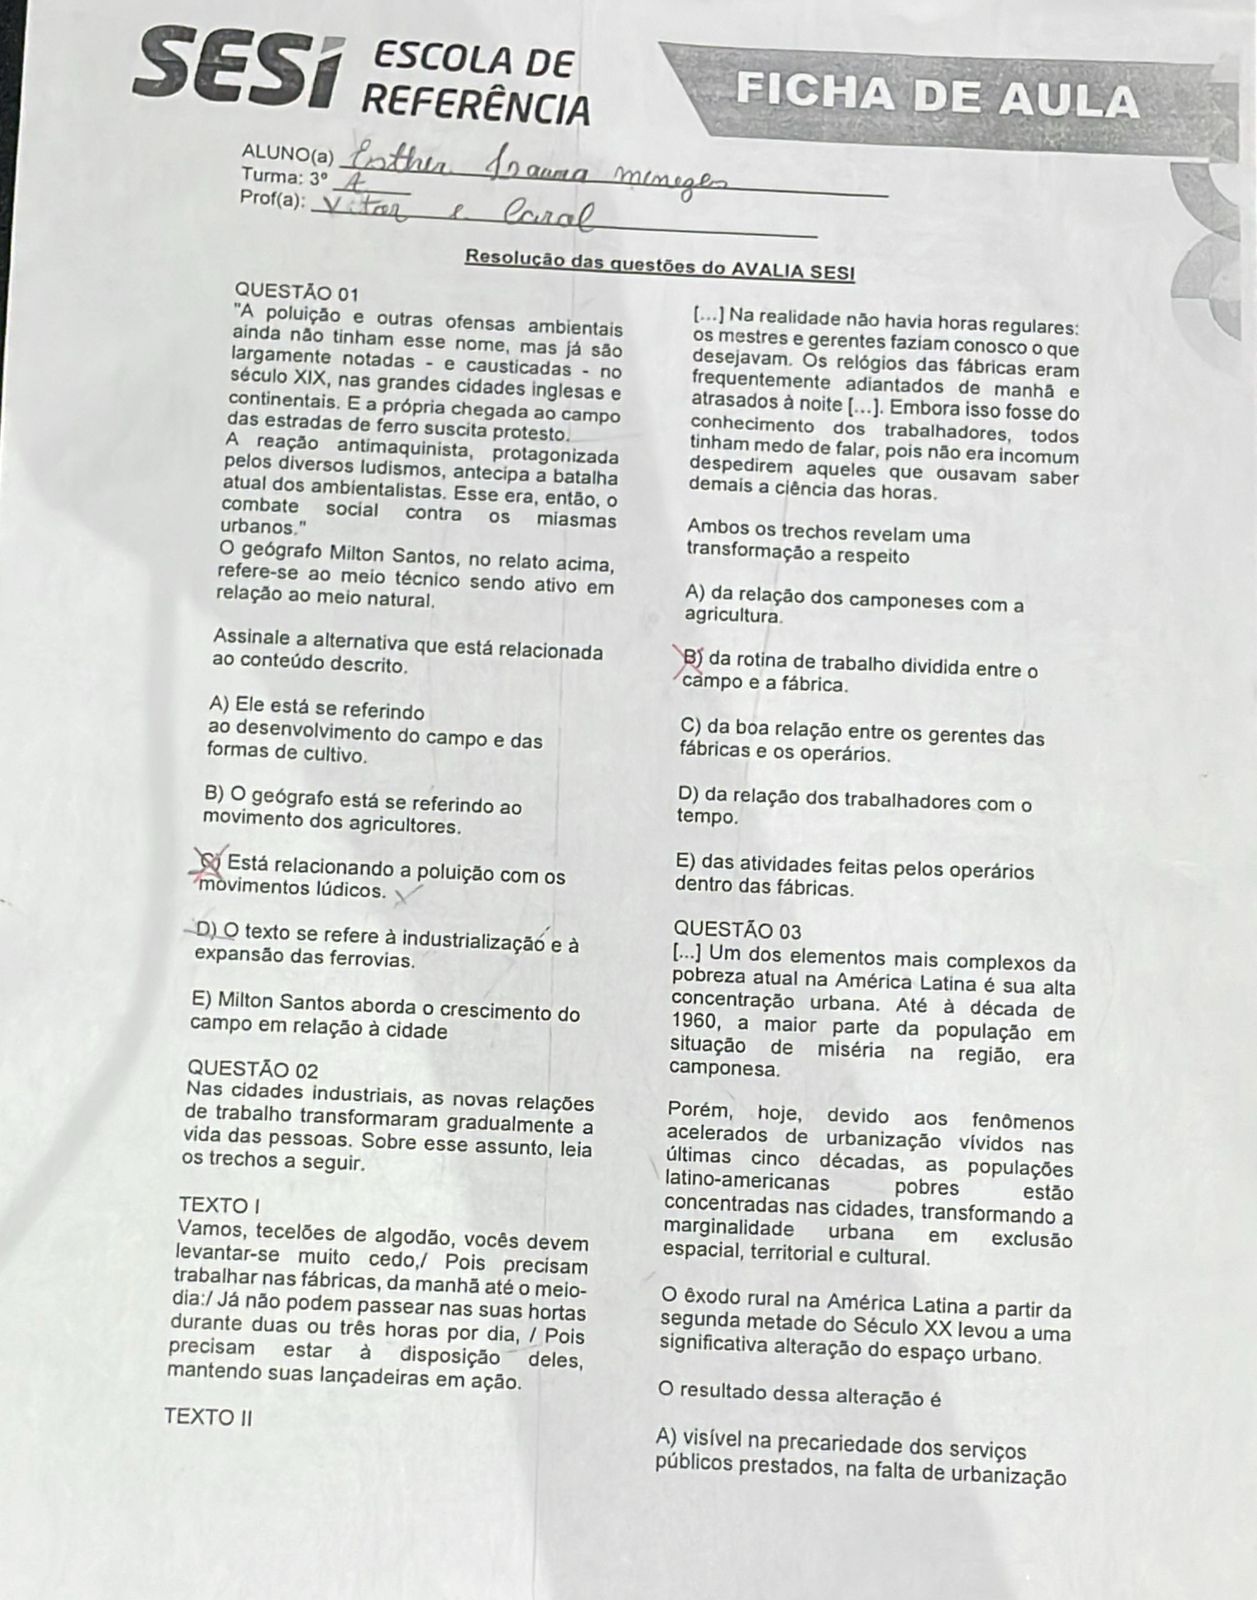 SESI ESCOLA DE
REFERÊNCIA
FICHA DE AULA
ALUNO(a) Esther
Turma: 3º A
Prof(a): Vitor e Carol
Resolução das questões do AVALIA SESI
QUESTÃO 01
"A poluição e outras ofensas ambientais
ainda não tinham esse nome, mas já são
largamente notadas - e causticadas - no
século XIX, nas grandes cidades inglesas e
continentais. E a própria chegada ao campo
das estradas de ferro suscita protesto.
A reação antimaquinista, protagonizada
pelos diversos ludismos, antecipa a batalha
atual dos ambientalistas. Esse era, então, o
combate social contra os miasmas
urbanos."
O geógrafo Milton Santos, no relato acima,
refere-se ao meio técnico sendo ativo em
relação ao meio natural.
Assinale a alternativa que está relacionada
ao conteúdo descrito.
A) Ele está se referindo
ao desenvolvimento do campo e das
formas de cultivo.
B) O geógrafo está se referindo ao
movimento dos agricultores.
C) Está relacionando a poluição com os
movimentos lúdicos.
D) O texto se refere à industrialização e à
expansão das ferrovias.
E) Milton Santos aborda o crescimento do
campo em relação à cidade
QUESTÃO 02
Nas cidades industriais, as novas relações
de trabalho transformaram gradualmente a
vida das pessoas. Sobre esse assunto, leia
os trechos a seguir.
TEXTO I
Vamos, tecelões de algodão, vocês devem
levantar-se muito cedo,/ Pois precisam
trabalhar nas fábricas, da manhã até o meio-
dia:/ Já não podem passear nas suas hortas
durante duas ou três horas por dia, / Pois
precisam estar à disposição deles,
mantendo suas lançadeiras em ação.
TEXTO II
[...] Na realidade não havia horas regulares:
os mestres e gerentes faziam conosco o que
desejavam. Os relógios das fábricas eram
frequentemente adiantados de manhã e
atrasados à noite [...]. Embora isso fosse do
conhecimento dos trabalhadores, todos
tinham medo de falar, pois não era incomum
despedirem aqueles que ousavam saber
demais a ciência das horas.
Ambos os trechos revelam uma
transformação a respeito
A) da relação dos camponeses com a
agricultura.
B) da rotina de trabalho dividida entre o
campo e a fábrica.
C) da boa relação entre os gerentes das
fábricas e os operários.
D) da relação dos trabalhadores com o
tempo.
E) das atividades feitas pelos operários
dentro das fábricas.
QUESTÃO 03
[...] Um dos elementos mais complexos da
pobreza atual na América Latina é sua alta
concentração urbana. Até à década de
1960, a maior parte da população em
situação de miséria na região, era
camponesa.
Porém, hoje, devido aos fenômenos
acelerados de urbanização vívidos nas
últimas cinco décadas, as populações
latino-americanas pobres estão
concentradas nas cidades, transformando a
marginalidade urbana em exclusão
espacial, territorial e cultural.
O êxodo rural na América Latina a partir da
segunda metade do Século XX levou a uma
significativa alteração do espaço urbano.
O resultado dessa alteração é
A) visível na precariedade dos serviços
públicos prestados, na falta de urbanização